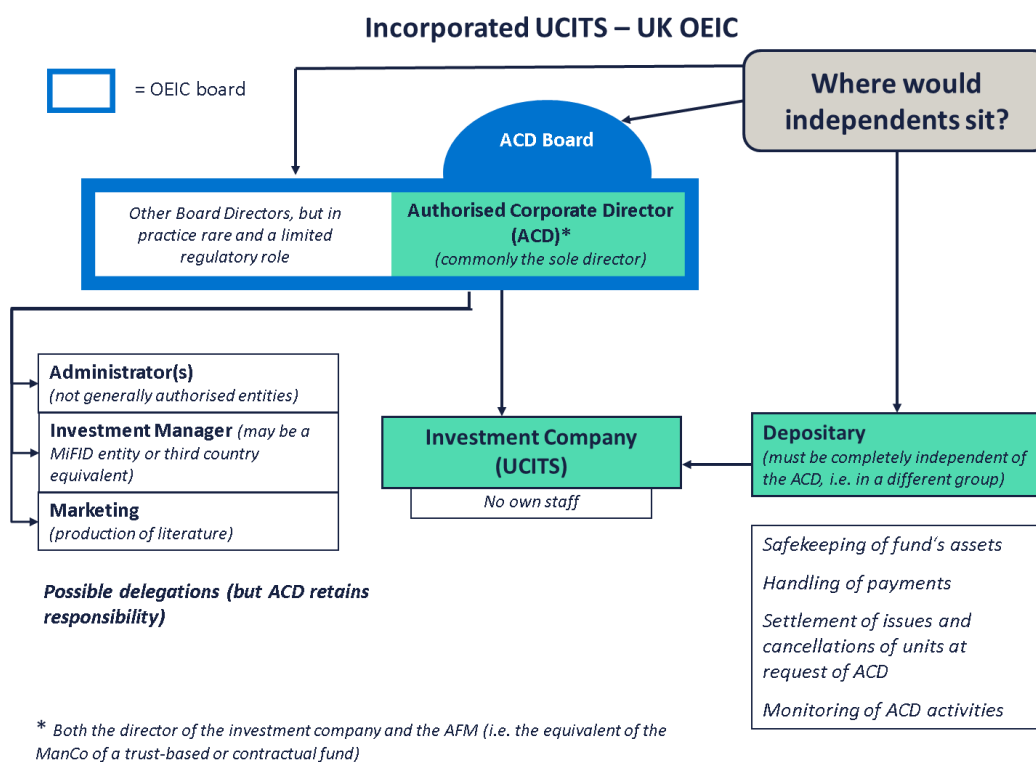 Incorporated UCITS – UK OEIC
= OEIC board
Where would
independents sit?
ACD Board
Other Board Directors, but in
practice rare and a limited
regulatory role
Authorised Corporate Director
(ACD)*
(commonly the sole director)
Administrator(s)
(not generally authorised entities)
Investment Manager (may be a
MiFID entity or third country
equivalent)
Marketing
(production of literature)
Possible delegations (but ACD retains
responsibility)
Investment Company
(UCITS)
No own staff
Depositary
(must be completely independent of
the ACD, i.e. in a different group)
Safekeeping of fund's assets
Handling of payments
Settlement of issues and
cancellations of units at
request of ACD
Monitoring of ACD activities
* Both the director of the investment company and the AFM (i.e. the equivalent of the
ManCo of a trust-based or contractual fund)